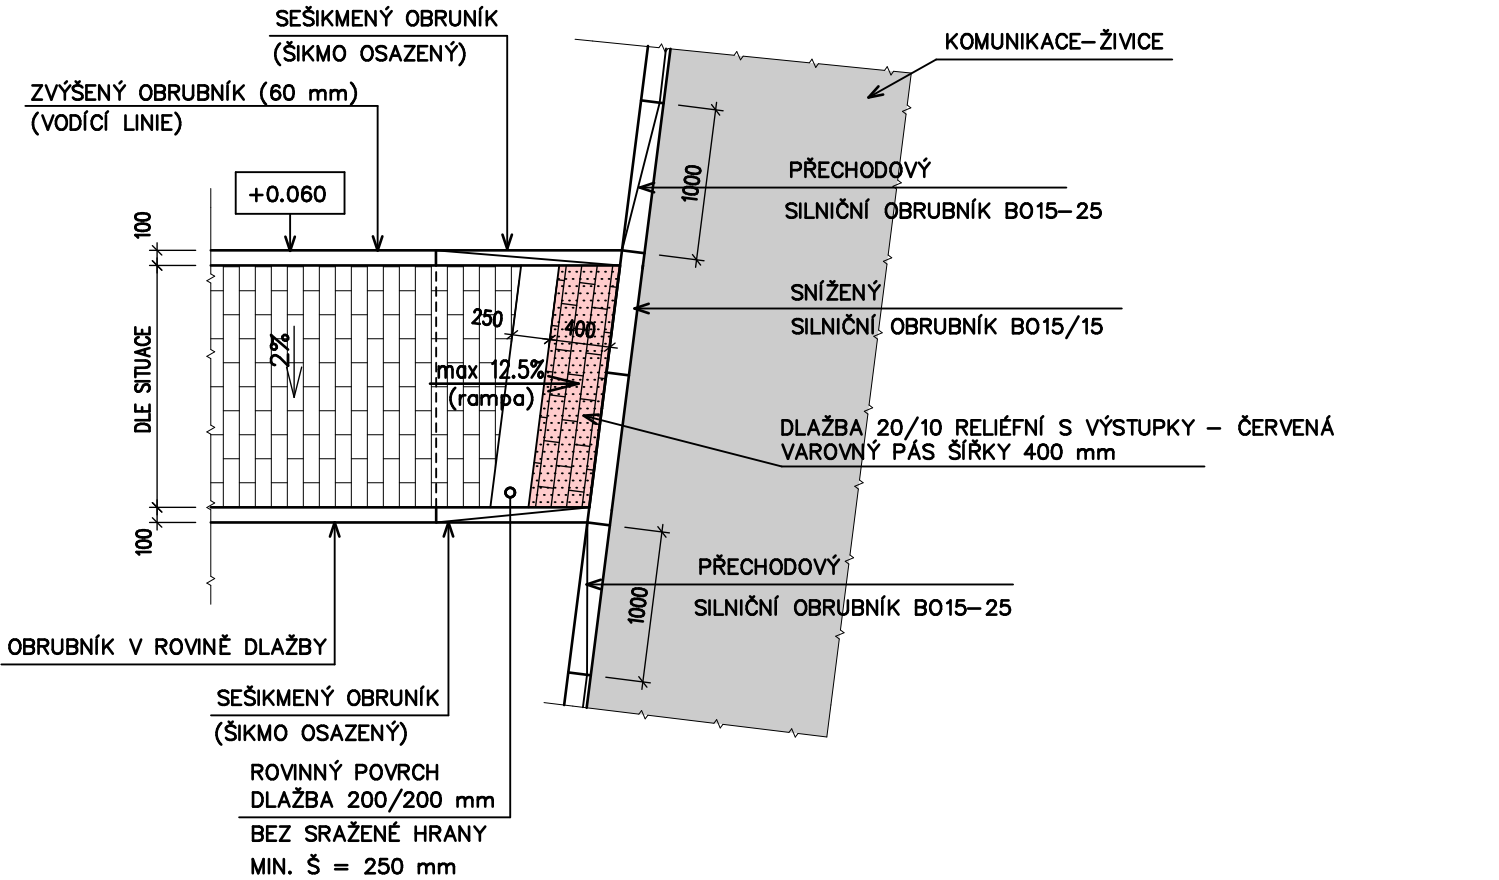 SEŠIKMENÝ OBRUNÍK
(ŠIKMO OSAZENÝ)
KOMUNIKACE-ŽIVICE
ZVÝŠENÝ OBRUBNÍK (60 mm)
(VODÍCÍ LINIE)
+0.060
100
1000
PŘECHODOVÝ
SILNIČNÍ OBRUBNÍK BO15-25
SNÍŽENÝ
SILNIČNÍ OBRUBNÍK BO15/15
250
400
2%
DLE SITUACE
max 12.5%
(rampa)
DLAŽBA 20/10 RELIÉFNÍ S VÝSTUPKY - ČERVENÁ
VAROVNÝ PÁS ŠÍŘKY 400 mm
100
PŘECHODOVÝ
SILNIČNÍ OBRUBNÍK BO15-25
1000
OBRUBNÍK V ROVINĚ DLAŽBY
SEŠIKMENÝ OBRUNÍK
(ŠIKMO OSAZENÝ)
ROVINNÝ POVRCH
DLAŽBA 200/200 mm
BEZ SRAŽENÉ HRANY
MIN. Š = 250 mm